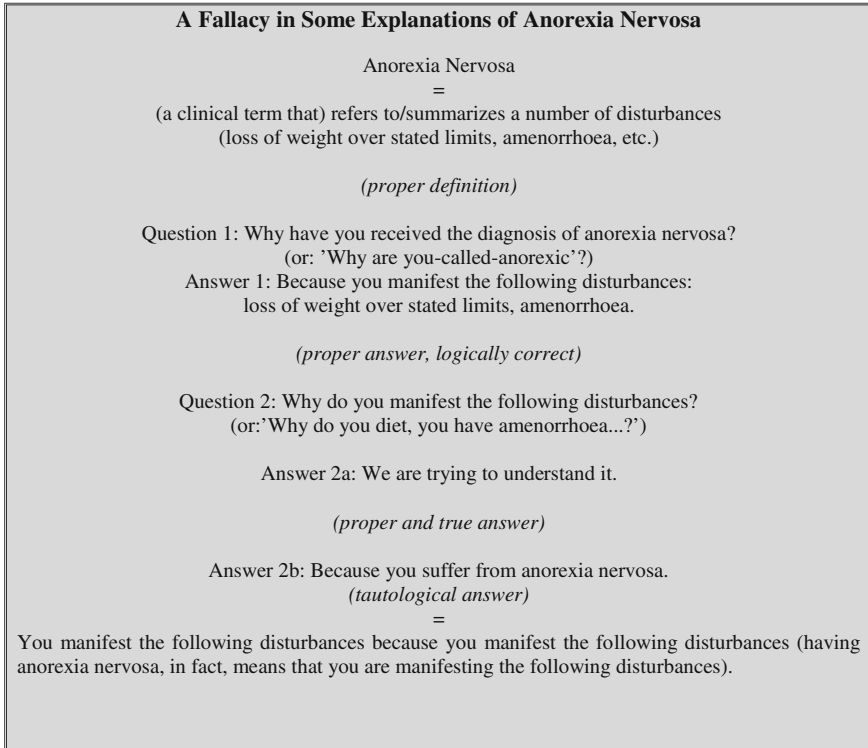 A Fallacy in Some Explanations of Anorexia Nervosa
Anorexia Nervosa
=
(a clinical term that) refers to/summarizes a number of disturbances
(loss of weight over stated limits, amenorrhoea, etc.)
(proper definition)
Question 1: Why have you received the diagnosis of anorexia nervosa?
(or: ’Why are you-called-anorexic’?)
Answer 1: Because you manifest the following disturbances:
loss of weight over stated limits, amenorrhoea.
(proper answer, logically correct)
Question 2: Why do you manifest the following disturbances?
(or:’Why do you diet, you have amenorrhoea...?’)
Answer 2a: We are trying to understand it.
(proper and true answer)
Answer 2b: Because you suffer from anorexia nervosa.
(tautological answer)
=
You manifest the following disturbances because you manifest the following disturbances (having
anorexia nervosa, in fact, means that you are manifesting the following disturbances).